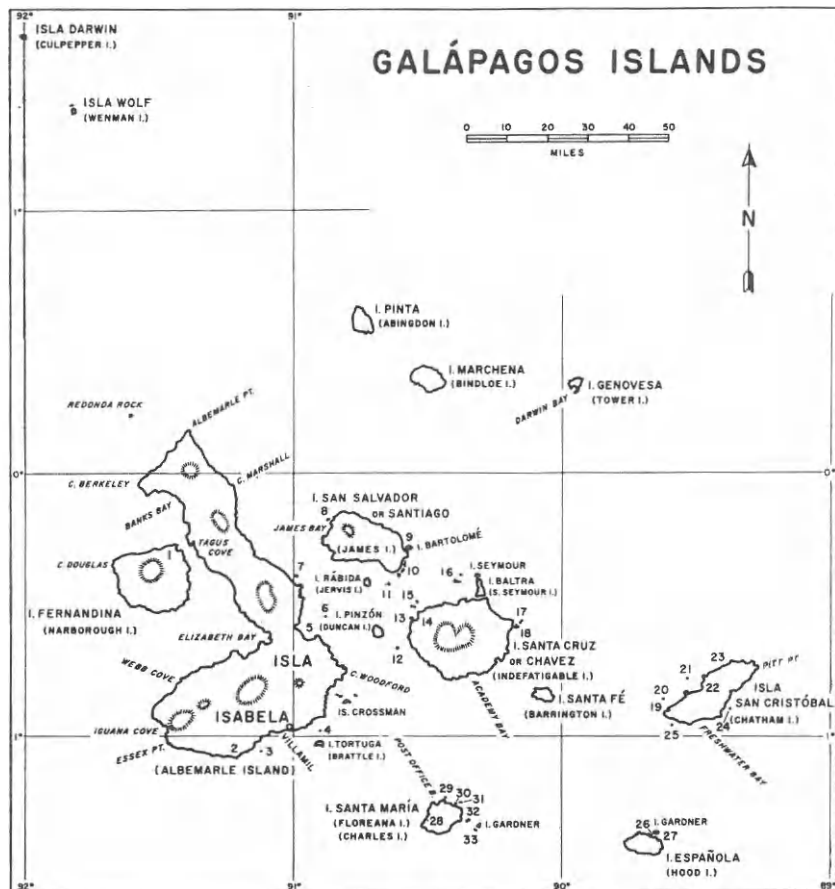 92°
91°
ISLA DARWIN
(CULPEPPER I.)
GALÁPAGOS ISLANDS
ISLA WOLF
(WENMAN I.)
0 10 20 30 40 50
MILES
1°
1°
N
I. PINTA
(ABINGDON I.)
I. MARCHENA
(BINDLOE I.)
DARWIN BAY
I. GENOVESA
(TOWER I.)
REDONDA ROCK
ALBEMARLE PT.
0°
0°
C. BERKELEY
C. MARSHALL
BANKS BAY
TAGUS
COVE
I. SAN SALVADOR
OR SANTIAGO
8
JAMES BAY
(JAMES I.)
9
I. BARTOLOMÉ
10
C. DOUGLAS
1
7
I. RÁBIDA
(JERVIS I.)
11
16
I. SEYMOUR
I. BALTRA
(S. SEYMOUR I.)
15
13
14
I. FERNANDINA
(NARBOROUGH I.)
6
I. PINZÓN
(DUNCAN I.)
17
18
ELIZABETH BAY
5
12
I. SANTA CRUZ
OR CHAVEZ
(INDEFATIGABLE I.)
WEBB COVE
ISLA
C. WOODFORD
ACADEMY BAY
I. SANTA FÉ
(BARRINGTON I.)
PITT PT.
23
21
22
20
19
ISLA
SAN CRISTÓBAL
(CHATHAM I.)
ISABELA
IS. CROSSMAN
IGUANA COVE
24
25
FRESHWATER BAY
1°
1°
ESSEX PT.
2
3
VILLAMIL
4
I. TORTUGA
(BRATTLE I.)
(ALBEMARLE ISLAND)
POST OFFICE B.
29
30
31
I. SANTA MARÍA
(FLOREANA I.)
(CHARLES I.)
28
32
33
I. GARDNER
26
I. GARDNER
27
I. ESPAÑOLA
(HOOD I.)
92°
91°
90°
89°